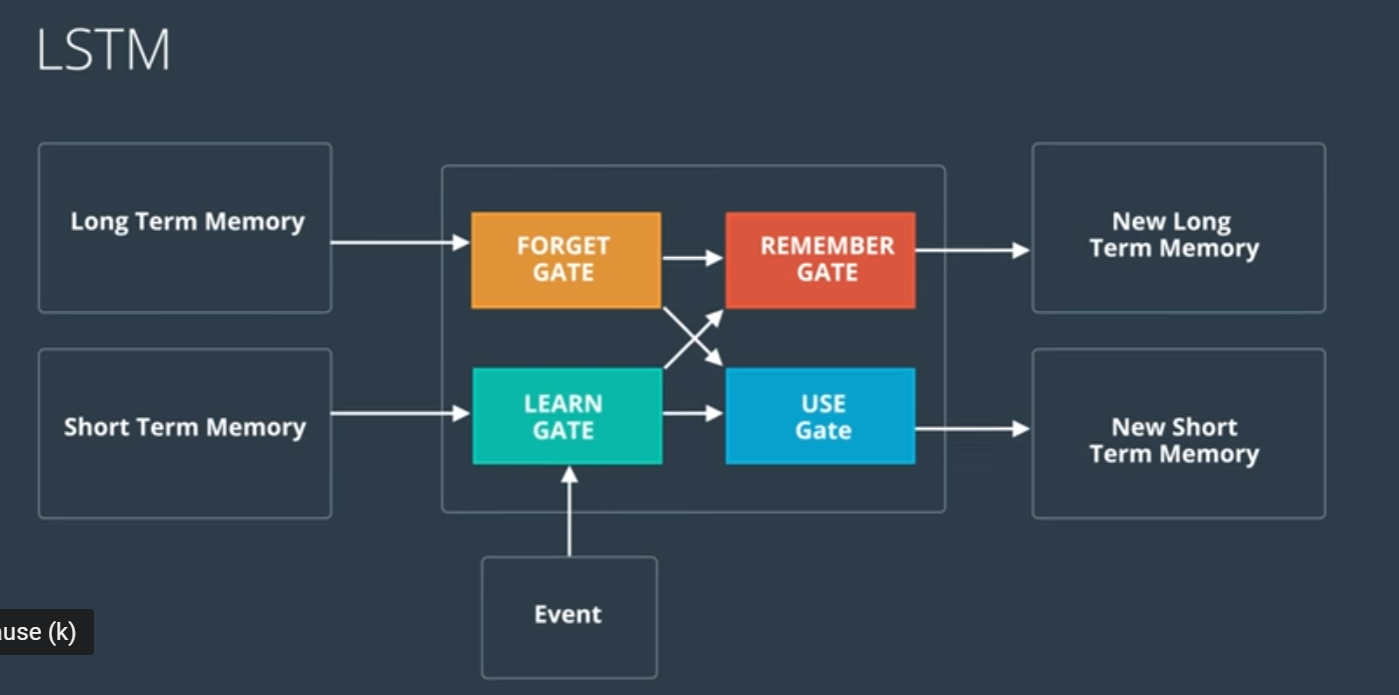 LSTM
Long Term Memory
FORGET
GATE
REMEMBER
GATE
New Long
Term Memory
Short Term Memory
LEARN
GATE
USE
Gate
New Short
Term Memory
Event
(k)